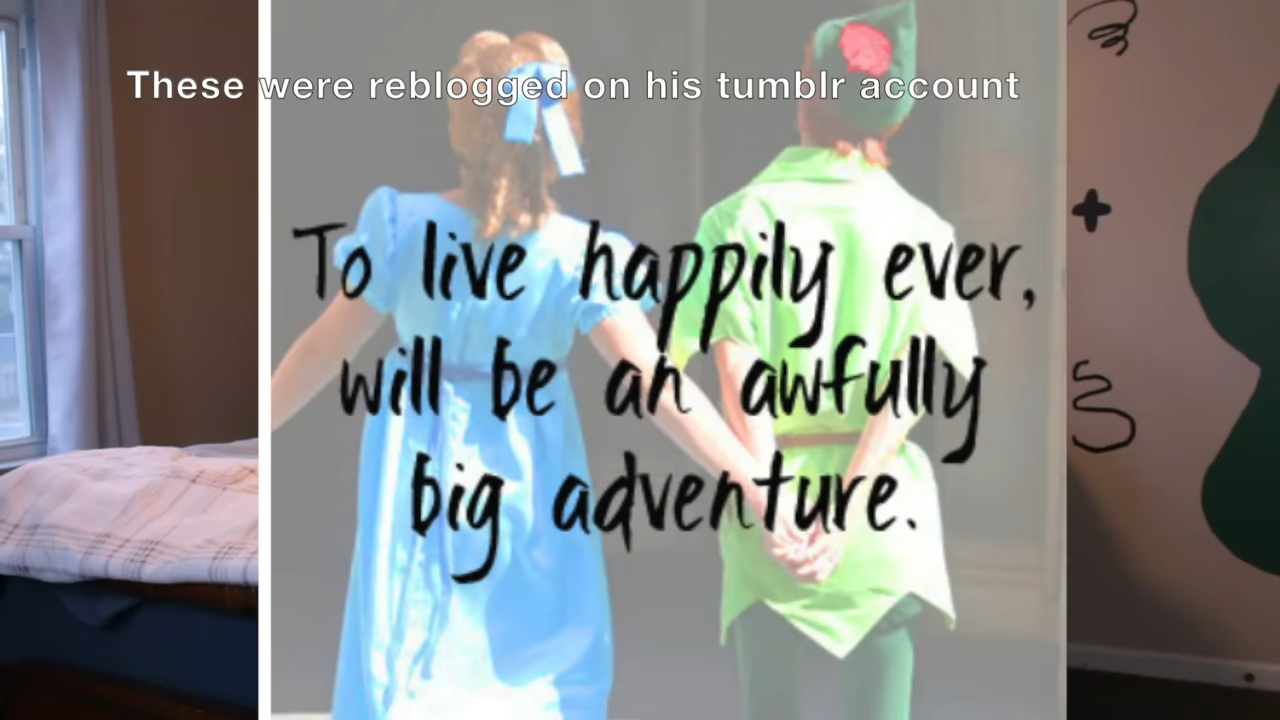 These were reblogged on his tumblr account
To live happily ever,
will be an awfully
big adventure.